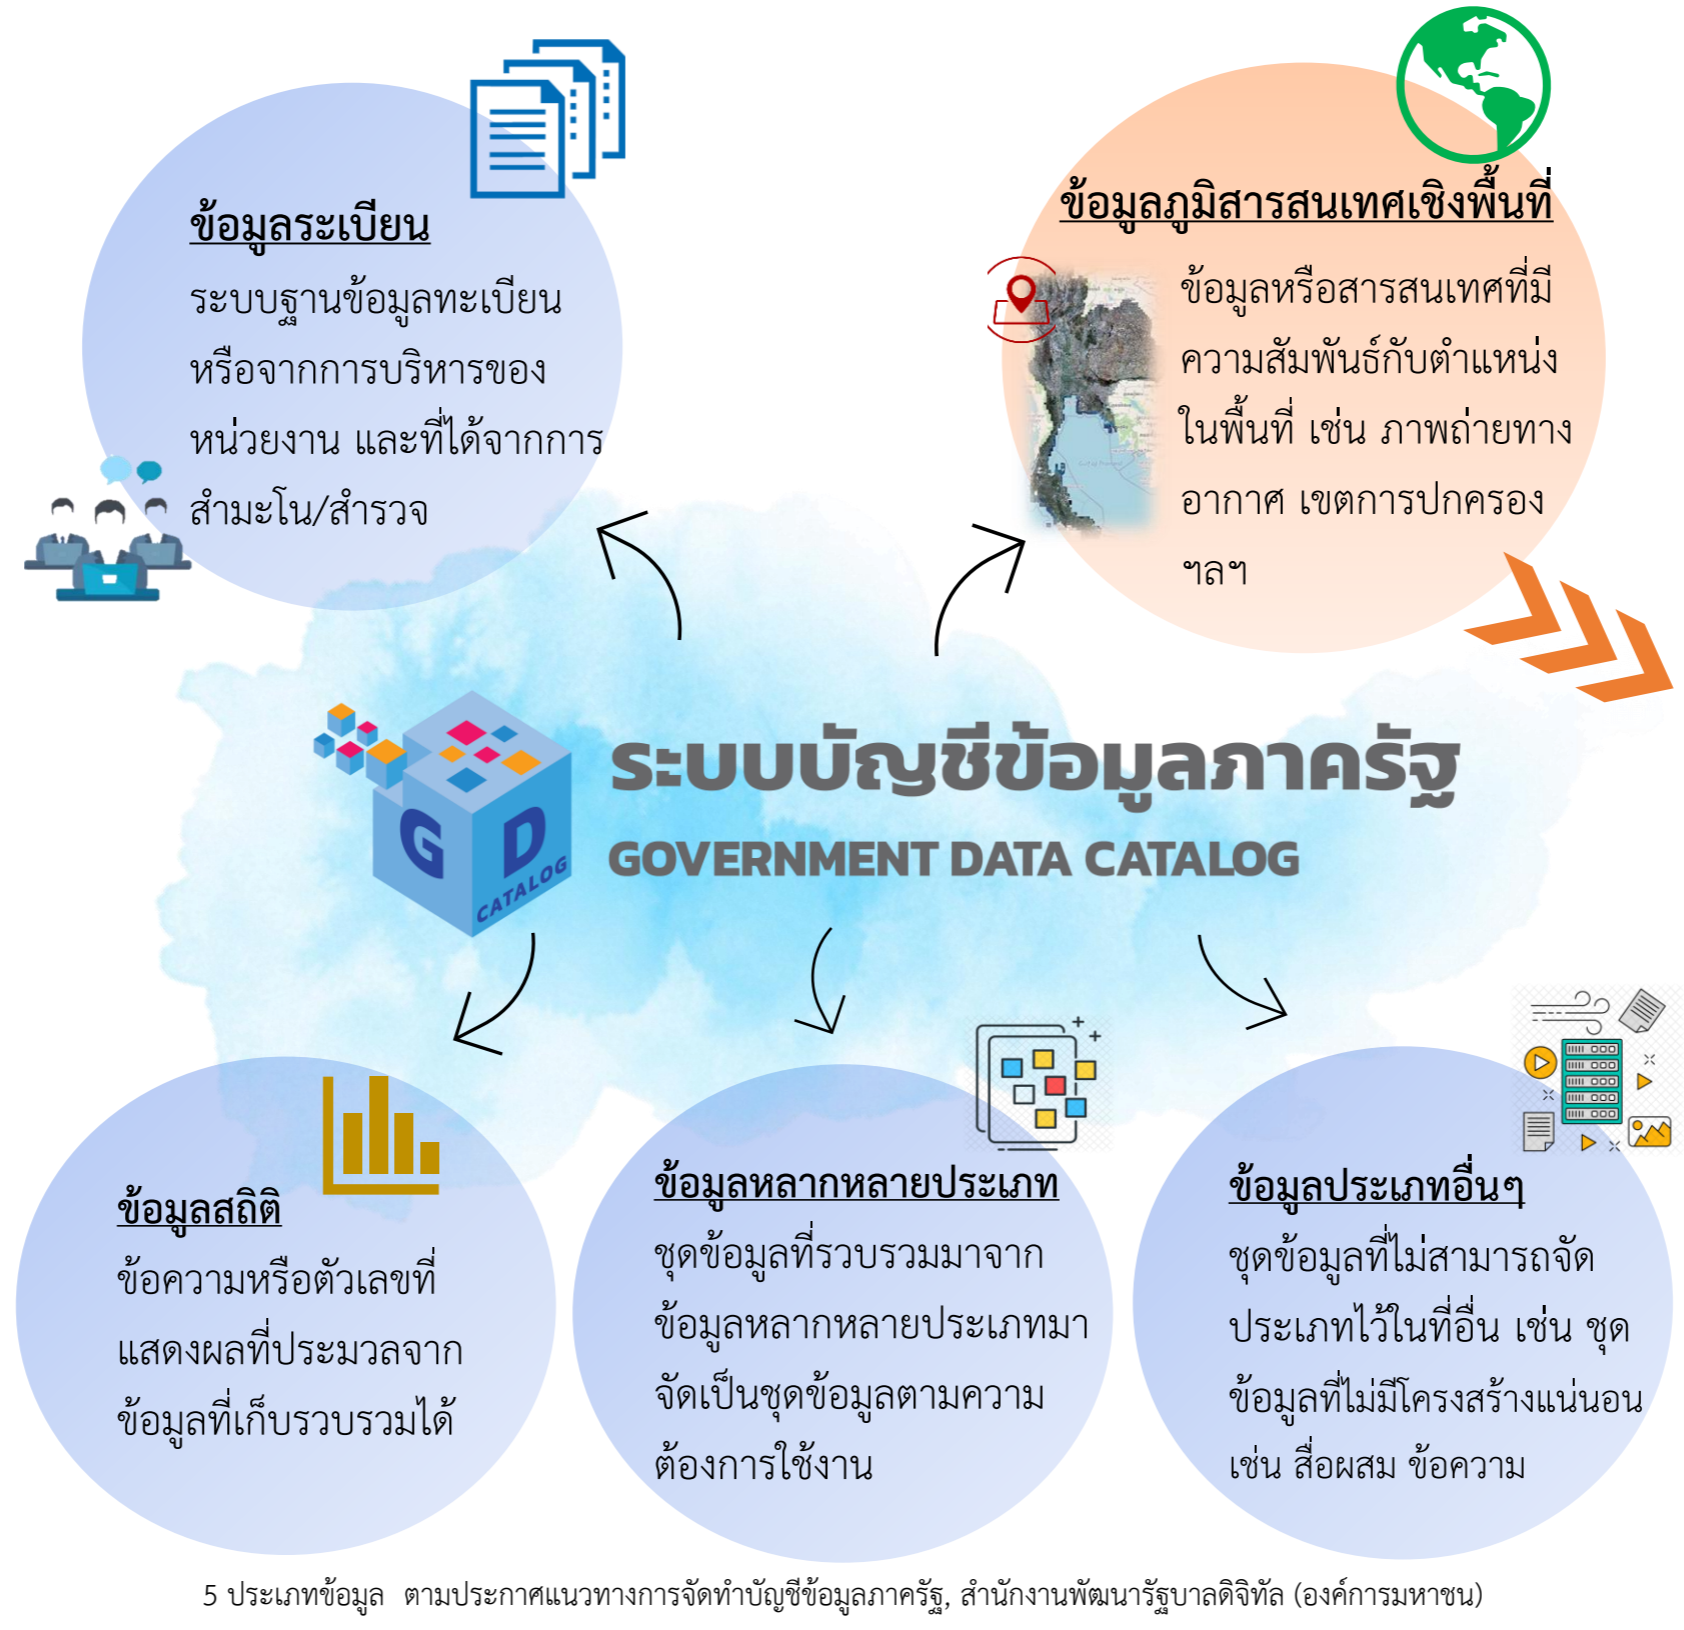 ข้อมูลระเบียน
ระบบฐานข้อมูลทะเบียน
หรือจากการบริหารของ
หน่วยงาน และที่ได้จากการ
สำมะโน/สำรวจ
ข้อมูลภูมิสารสนเทศเชิงพื้นที่
ข้อมูลหรือสารสนเทศที่มี
ความสัมพันธ์กับตำแหน่ง
ในพื้นที่ เช่น ภาพถ่ายทาง
อากาศ เขตการปกครอง
ฯลฯ
G D
CATALOG
ระบบบัญชีข้อมูลภาครัฐ
GOVERNMENT DATA CATALOG
ข้อมูลสถิติ
ข้อความหรือตัวเลขที่
แสดงผลที่ประมวลจาก
ข้อมูลที่เก็บรวบรวมได้
ข้อมูลหลากหลายประเภท
ชุดข้อมูลที่รวบรวมมาจาก
ข้อมูลหลากหลายประเภทมา
จัดเป็นชุดข้อมูลตามความ
ต้องการใช้งาน
ข้อมูลประเภทอื่นๆ
ชุดข้อมูลที่ไม่สามารถจัด
ประเภทไว้ในที่อื่น เช่น ชุด
ข้อมูลที่ไม่มีโครงสร้างแน่นอน
เช่น สื่อผสม ข้อความ
5 ประเภทข้อมูล ตามประกาศแนวทางการจัดทำบัญชีข้อมูลภาครัฐ, สำนักงานพัฒนารัฐบาลดิจิทัล (องค์การมหาชน)